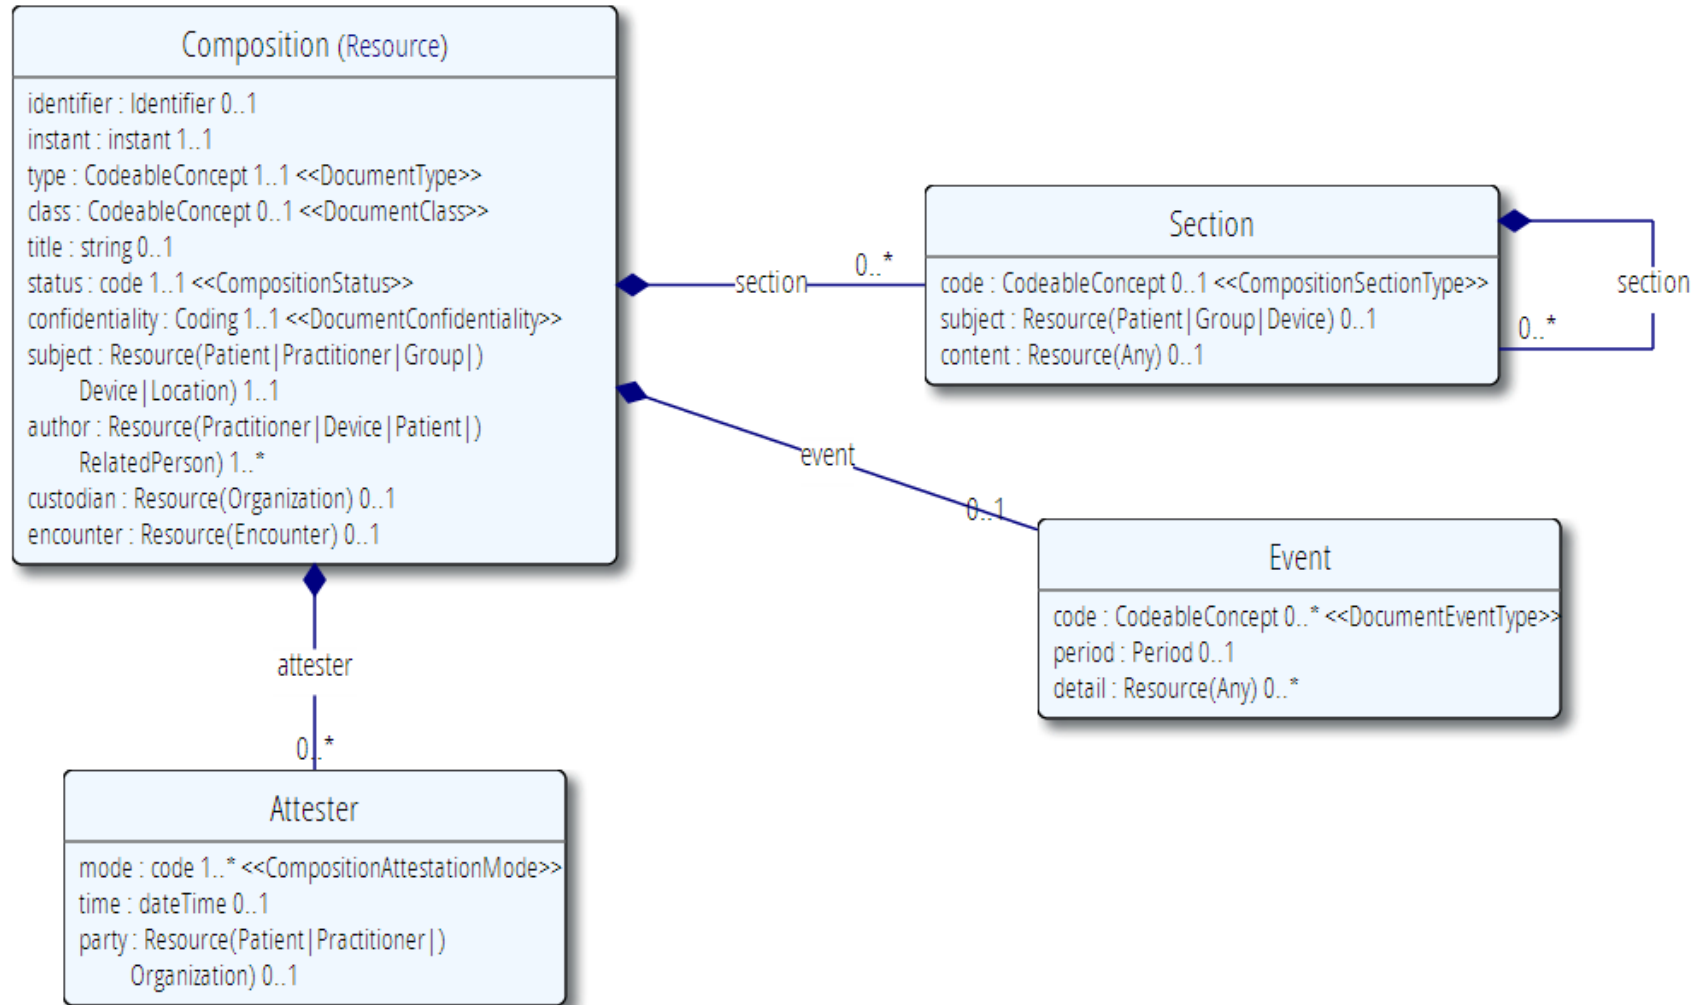 Composition (Resource)
identifier : Identifier 0..1
instant : instant 1..1
type : CodeableConcept 1..1 <<DocumentType>>
class : CodeableConcept 0..1 <<DocumentClass>>
title : string 0..1
status : code 1..1 <<CompositionStatus>>
confidentiality : Coding 1..1 <<DocumentConfidentiality>>
subject : Resource(Patient|Practitioner|Group|)
Device|Location) 1..1
author : Resource(Practitioner|Device|Patient|)
RelatedPerson) 1..*
custodian : Resource(Organization) 0..1
encounter : Resource(Encounter) 0..1
section
0..*
Section
code : CodeableConcept 0..1 <<CompositionSectionType>>
subject : Resource(Patient|Group|Device) 0..1
content : Resource(Any) 0..1
section
0..*
event
0..1
Event
code : CodeableConcept 0..* <<DocumentEventType>>
period : Period 0..1
detail : Resource(Any) 0..*
attester
0..*
Attester
mode : code 1..* <<CompositionAttestationMode>>
time : dateTime 0..1
party : Resource(Patient|Practitioner|)
Organization) 0..1